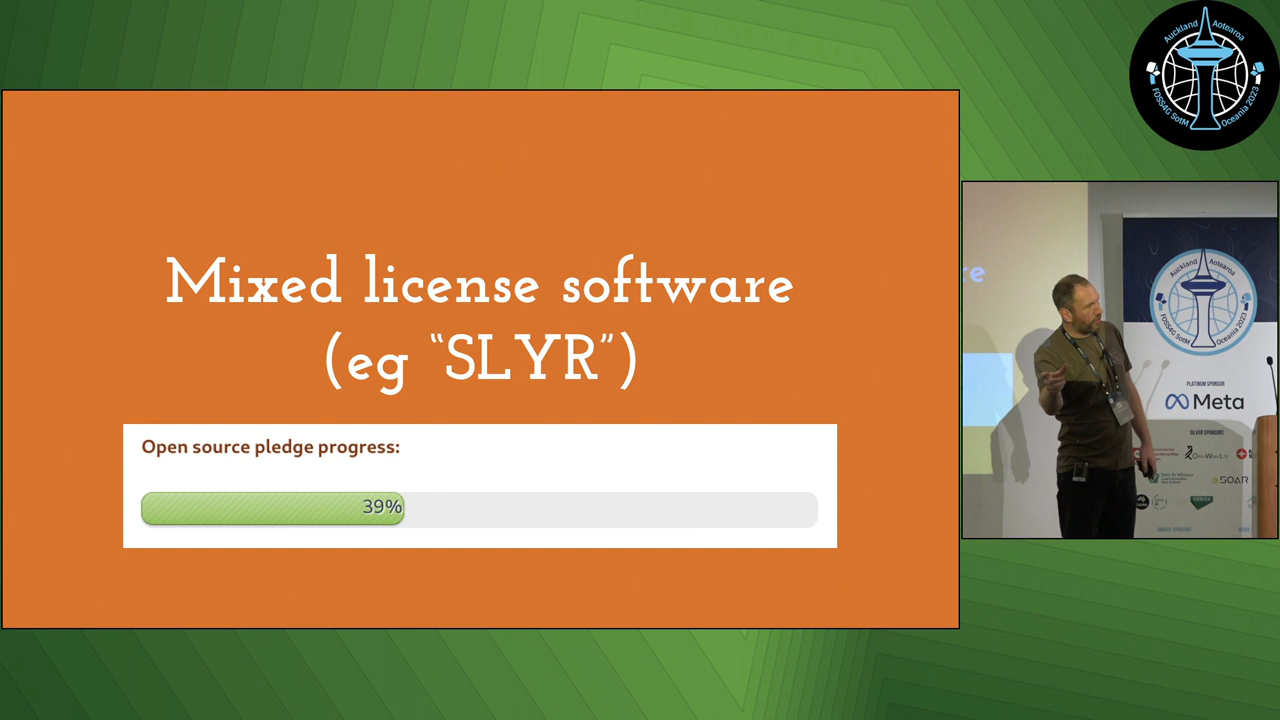 Mixed license software
(eg “SLYR”)
Open source pledge progress:
39%
Auckland Aotearoa
FOSS4G SotM Oceania 2023
re
Auckland Aotearoa
FOSS4G SotM Oceania 2023
PLATINUM SPONSOR
Meta
SILVER SPONSORS
SOAR